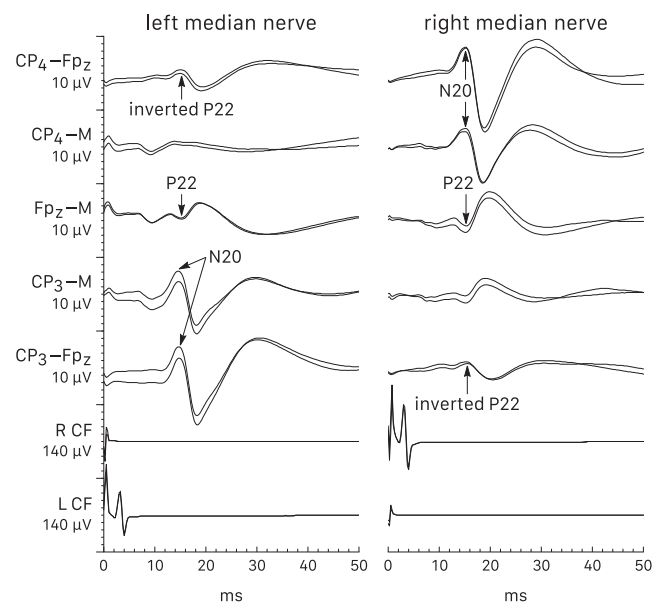 left median nerve
right median nerve
CP4–Fpz
10 µV
inverted P22
N20
CP4–M
10 µV
P22
P22
Fpz–M
10 µV
N20
CP3–M
10 µV
CP3–Fpz
10 µV
inverted P22
R CF
140 µV
L CF
140 µV
0 10 20 30 40 50
0 10 20 30 40 50
ms
ms